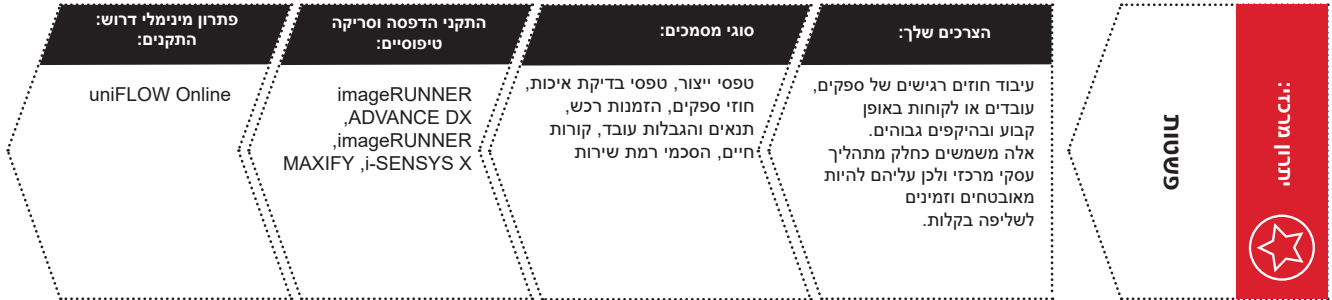 יתרון מרכזי:
פשטות
הצרכים שלך:
עיבוד חוזים רגישים של ספקים,
עובדים או לקוחות באופן
קבוע ובהיקפים גבוהים.
אלה משמשים כחלק מתהליך
עסקי מרכזי ולכן עליהם להיות
מאובטחים וזמינים
לשליפה בקלות.
סוגי מסמכים:
טפסי ייצור, טפסי בדיקת איכות,
חוזי ספקים, הזמנות רכש,
תנאים והגבלות עובד, קורות
חיים, הסכמי רמת שירות
התקני הדפסה וסריקה
טיפוסיים:
imageRUNNER
ADVANCE DX,
imageRUNNER,
i-SENSYS X, MAXIFY
פתרון מינימלי דרוש:
התקנים:
uniFLOW Online